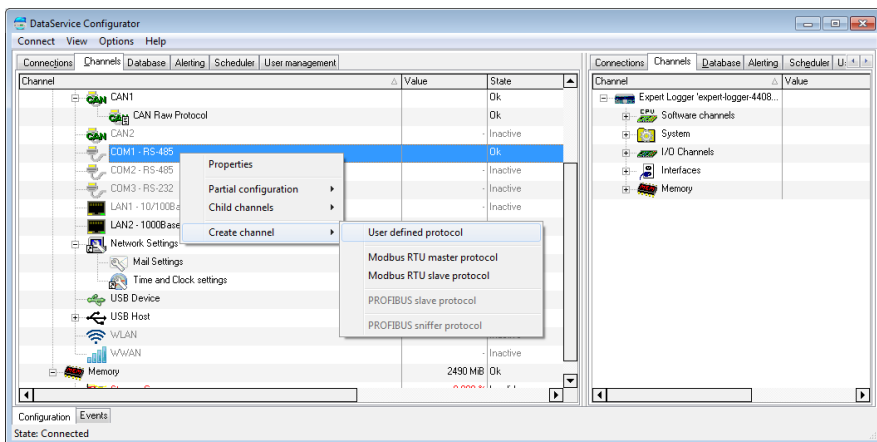 DataService Configurator
Connect View Options Help
Connections Channels Database Alerting Scheduler User management
Channel Value State
CAN1 Ok
CAN Raw Protocol Ok
CAN2 - Inactive
COM1 - RS-485 Ok
COM2 - RS-485 - Inactive
COM3 - RS-232 - Inactive
LAN1 - 10/100Ba
LAN2 - 1000Base
Network Settings
Mail Settings
Time and Clock settings
USB Device
USB Host
WLAN
WWAN - Inactive
Memory 2490 MiB Ok
Properties
Partial configuration
Child channels
Create channel
User defined protocol
Modbus RTU master protocol
Modbus RTU slave protocol
PROFIBUS slave protocol
PROFIBUS sniffer protocol
Connections Channels Database Alerting Scheduler U
Channel Value
Expert Logger 'expert-logger-4408...
Software channels
System
I/O Channels
Interfaces
Memory
Configuration Events
State: Connected